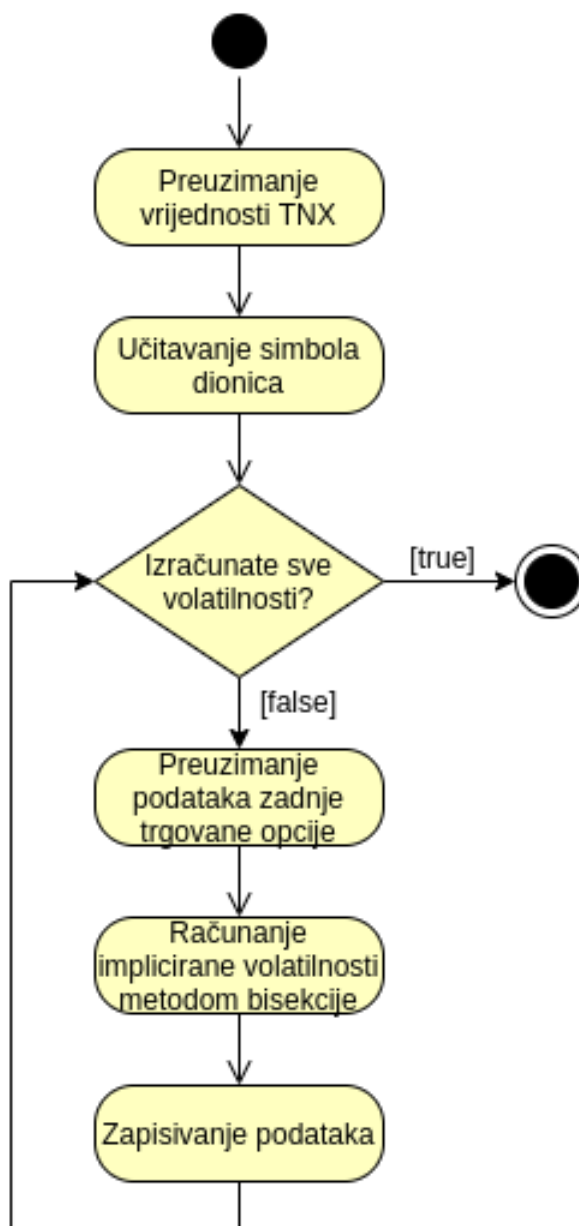 Preuzimanje
vrijednosti TNX
Učitavanje simbola
dionica
Izračunate sve
volatilnosti?
[true]
[false]
Preuzimanje
podataka zadnje
trgovane opcije
Računanje
implicirane volatilnosti
metodom bisekcije
Zapisivanje podataka